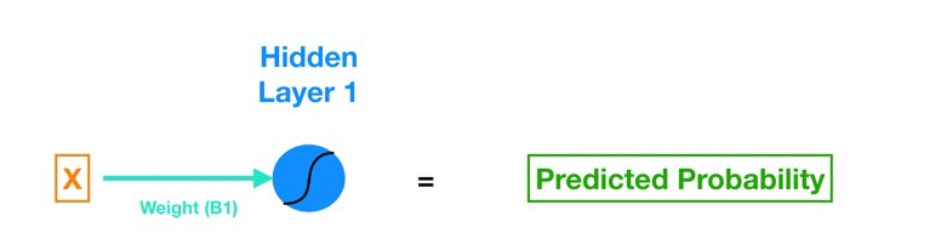 Hidden
Layer 1
X
Weight (B1)
=
Predicted Probability